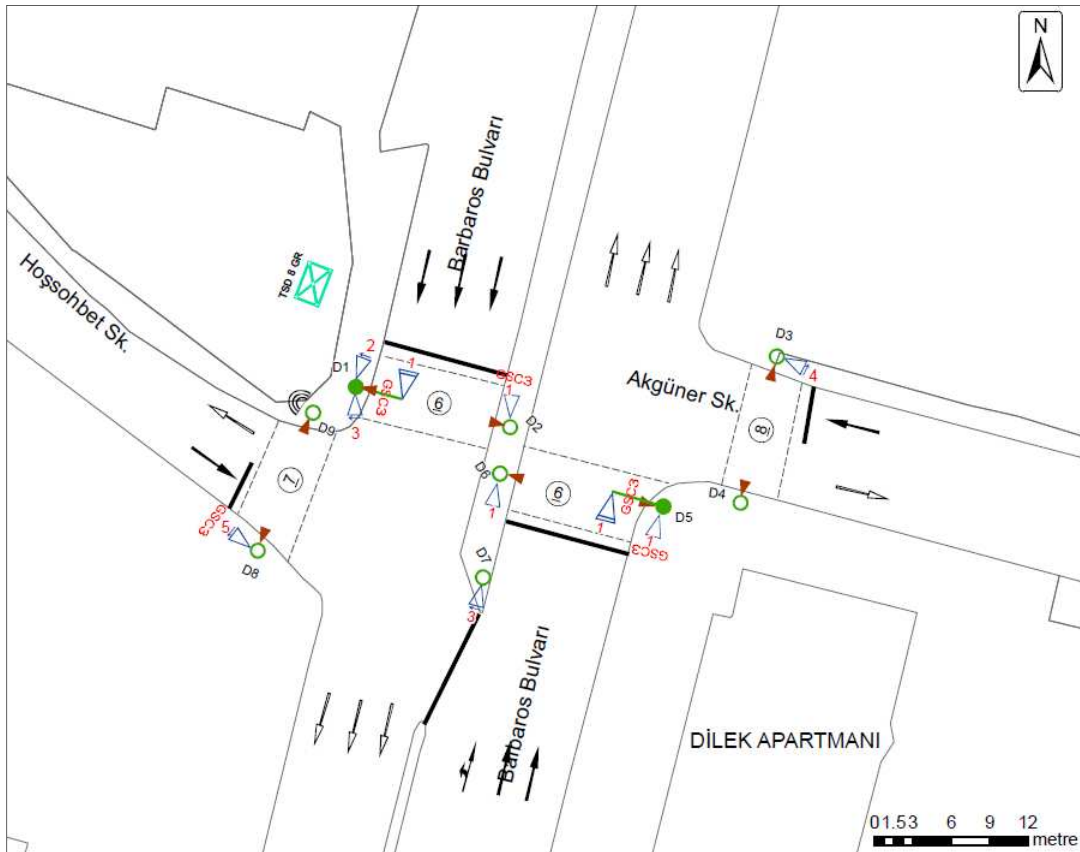 N
Barbaros Bulvarı
TSD 8 GR
Hoşsohbet Sk.
D1
2
1
GSC3
GSC3
1
6
D2
3
D9
D3
4
Akgüner Sk.
8
7
D6
1
6
GSC3
1
D5
1
GSC3
D4
GSC3
5
D8
D7
3
Barbaros Bulvarı
DİLEK APARTMANI
01.53 6 9 12
metre